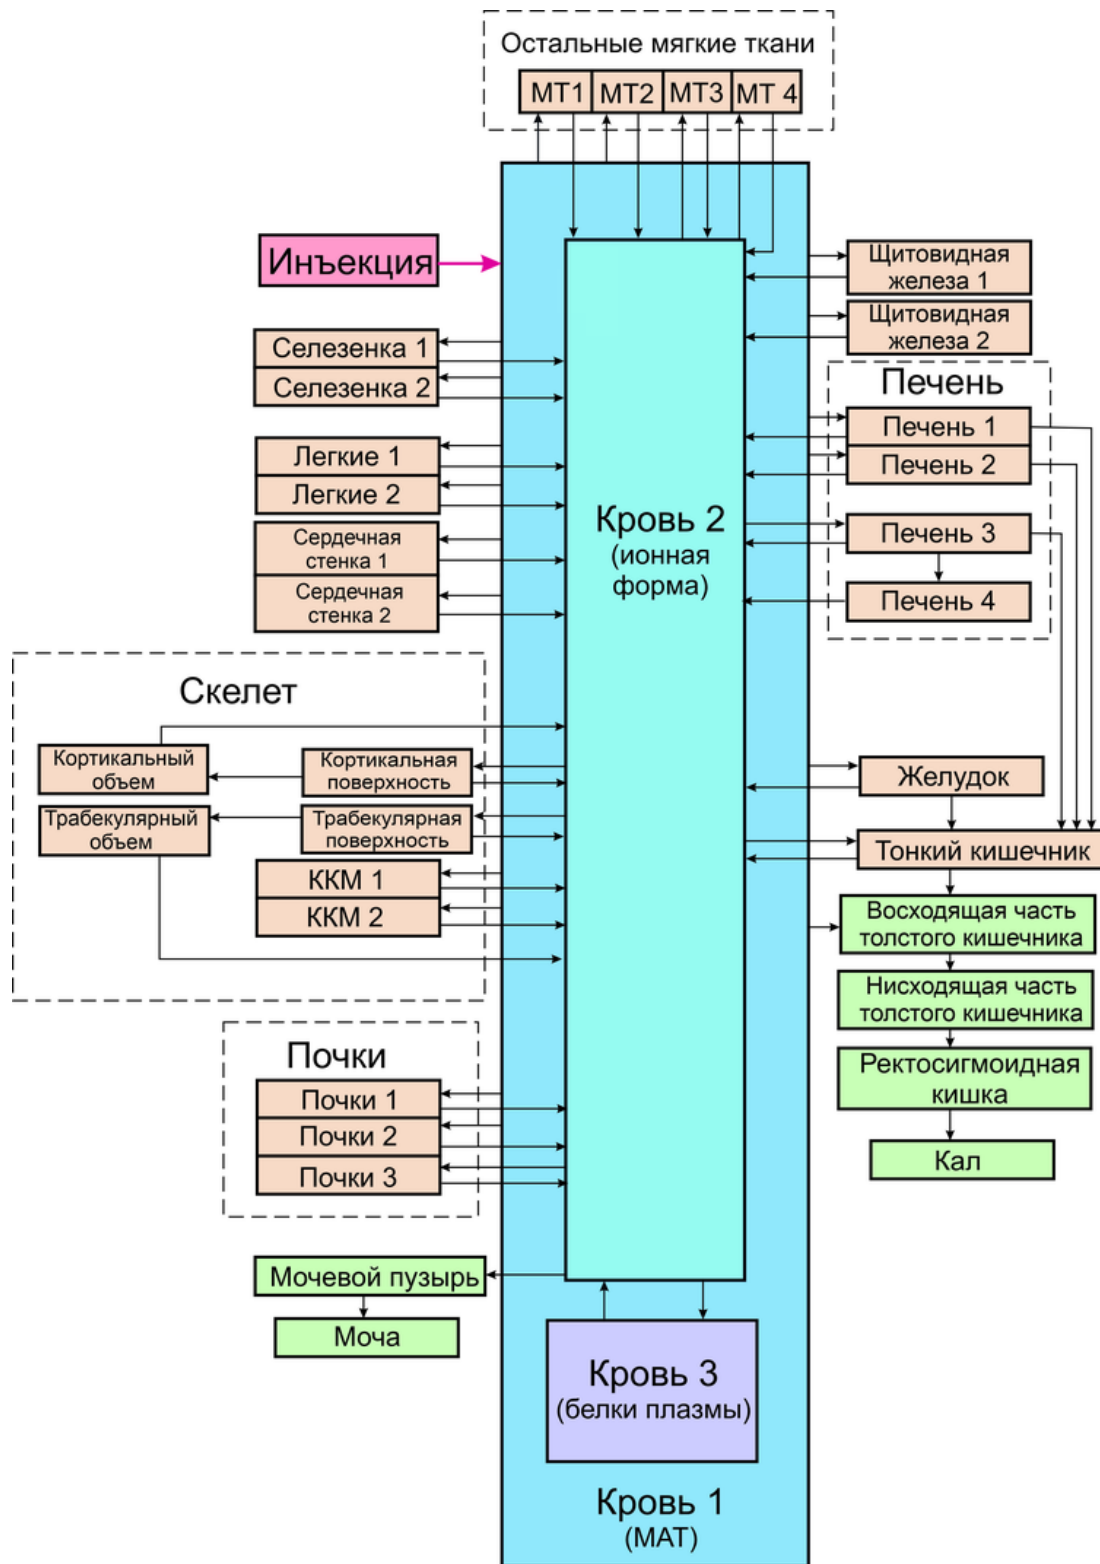 Остальные мягкие ткани
МТ1 МТ2 МТ3 МТ 4
Инъекция
Селезенка 1
Селезенка 2
Легкие 1
Легкие 2
Сердечная
стенка 1
Сердечная
стенка 2
Скелет
Кортикальный
объем
Кортикальная
поверхность
Трабекулярный
объем
Трабекулярная
поверхность
ККМ 1
ККМ 2
Почки
Почки 1
Почки 2
Почки 3
Мочевой пузырь
Моча
Кровь 2
(ионная
форма)
Кровь 3
(белки плазмы)
Кровь 1
(МАТ)
Щитовидная
железа 1
Щитовидная
железа 2
Печень
Печень 1
Печень 2
Печень 3
Печень 4
Желудок
Тонкий кишечник
Восходящая часть
толстого кишечника
Нисходящая часть
толстого кишечника
Ректосигмоидная
кишка
Кал